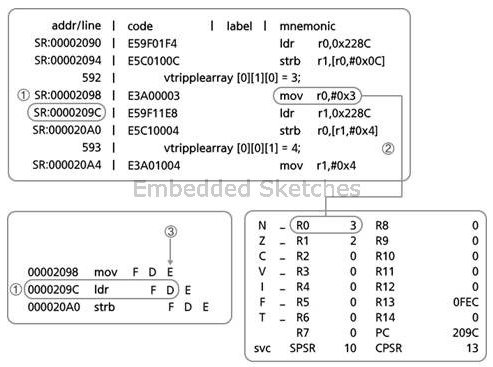 addr/line | code | label | mnemonic
SR:00002090 | E59F01F4 ldr r0,0x228C
SR:00002094 | E5C0100C strb r1,[r0,#0x0C]
592 | vtripplearray [0][1][0] = 3;
① SR:00002098 | E3A00003 mov r0,#0x3
SR:0000209C | E59F11E8 ldr r1,0x228C
SR:000020A0 | E5C10004 strb r0,[r1,#0x4]
593 | vtripplearray [0][0][1] = 4;
②
SR:000020A4 | E3A01004 mov r1,#0x4
Embedded Sketches
③
00002098 mov F D E
① 0000209C ldr F D E
000020A0 strb F D E
N _ R0 3 R8 0
Z _ R1 2 R9 0
C _ R2 0 R10 0
V _ R3 0 R11 0
I _ R4 0 R12 0
F _ R5 0 R13 0FEC
T _ R6 0 R14 0
R7 0 PC 209C
svc SPSR 10 CPSR 13